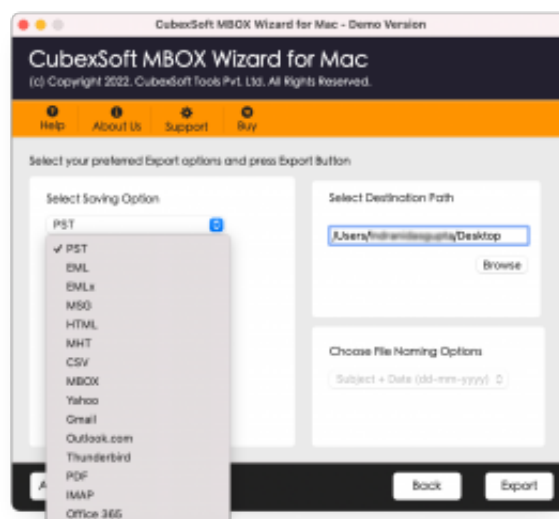 CubexSoft MBOX Wizard for Mac - Demo Version
CubexSoft MBOX Wizard for Mac
(c) Copyright 2022. CubexSoft Tools Pvt. Ltd. All Rights Reserved.
Help About Us Support Buy
Select your preferred Export options and press Export Button
Select Saving Option
PST
✓ PST
EML
EMLx
MSG
HTML
MHT
CSV
MBOX
Yahoo
Gmail
Outlook.com
Thunderbird
PDF
IMAP
Office 365
Select Destination Path
/Users/ /Desktop
Browse
Choose File Naming Options
Subject + Date (dd-mm-yyyy)
Back Export